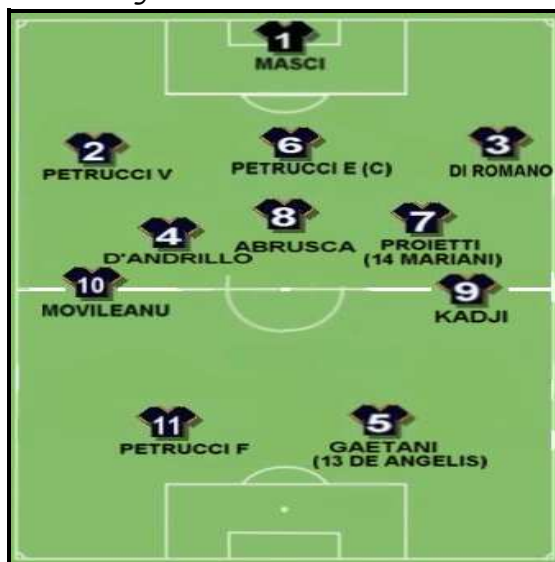 1
MASCI
2
PETRUCCI V
6
PETRUCCI E (C)
3
DI ROMANO
4
D'ANDRILLO
8
ABRUSCA
7
PROIETTI
(14 MARIANI)
10
MOVILEANU
9
KADJI
11
PETRUCCI F
5
GAETANI
(13 DE ANGELIS)